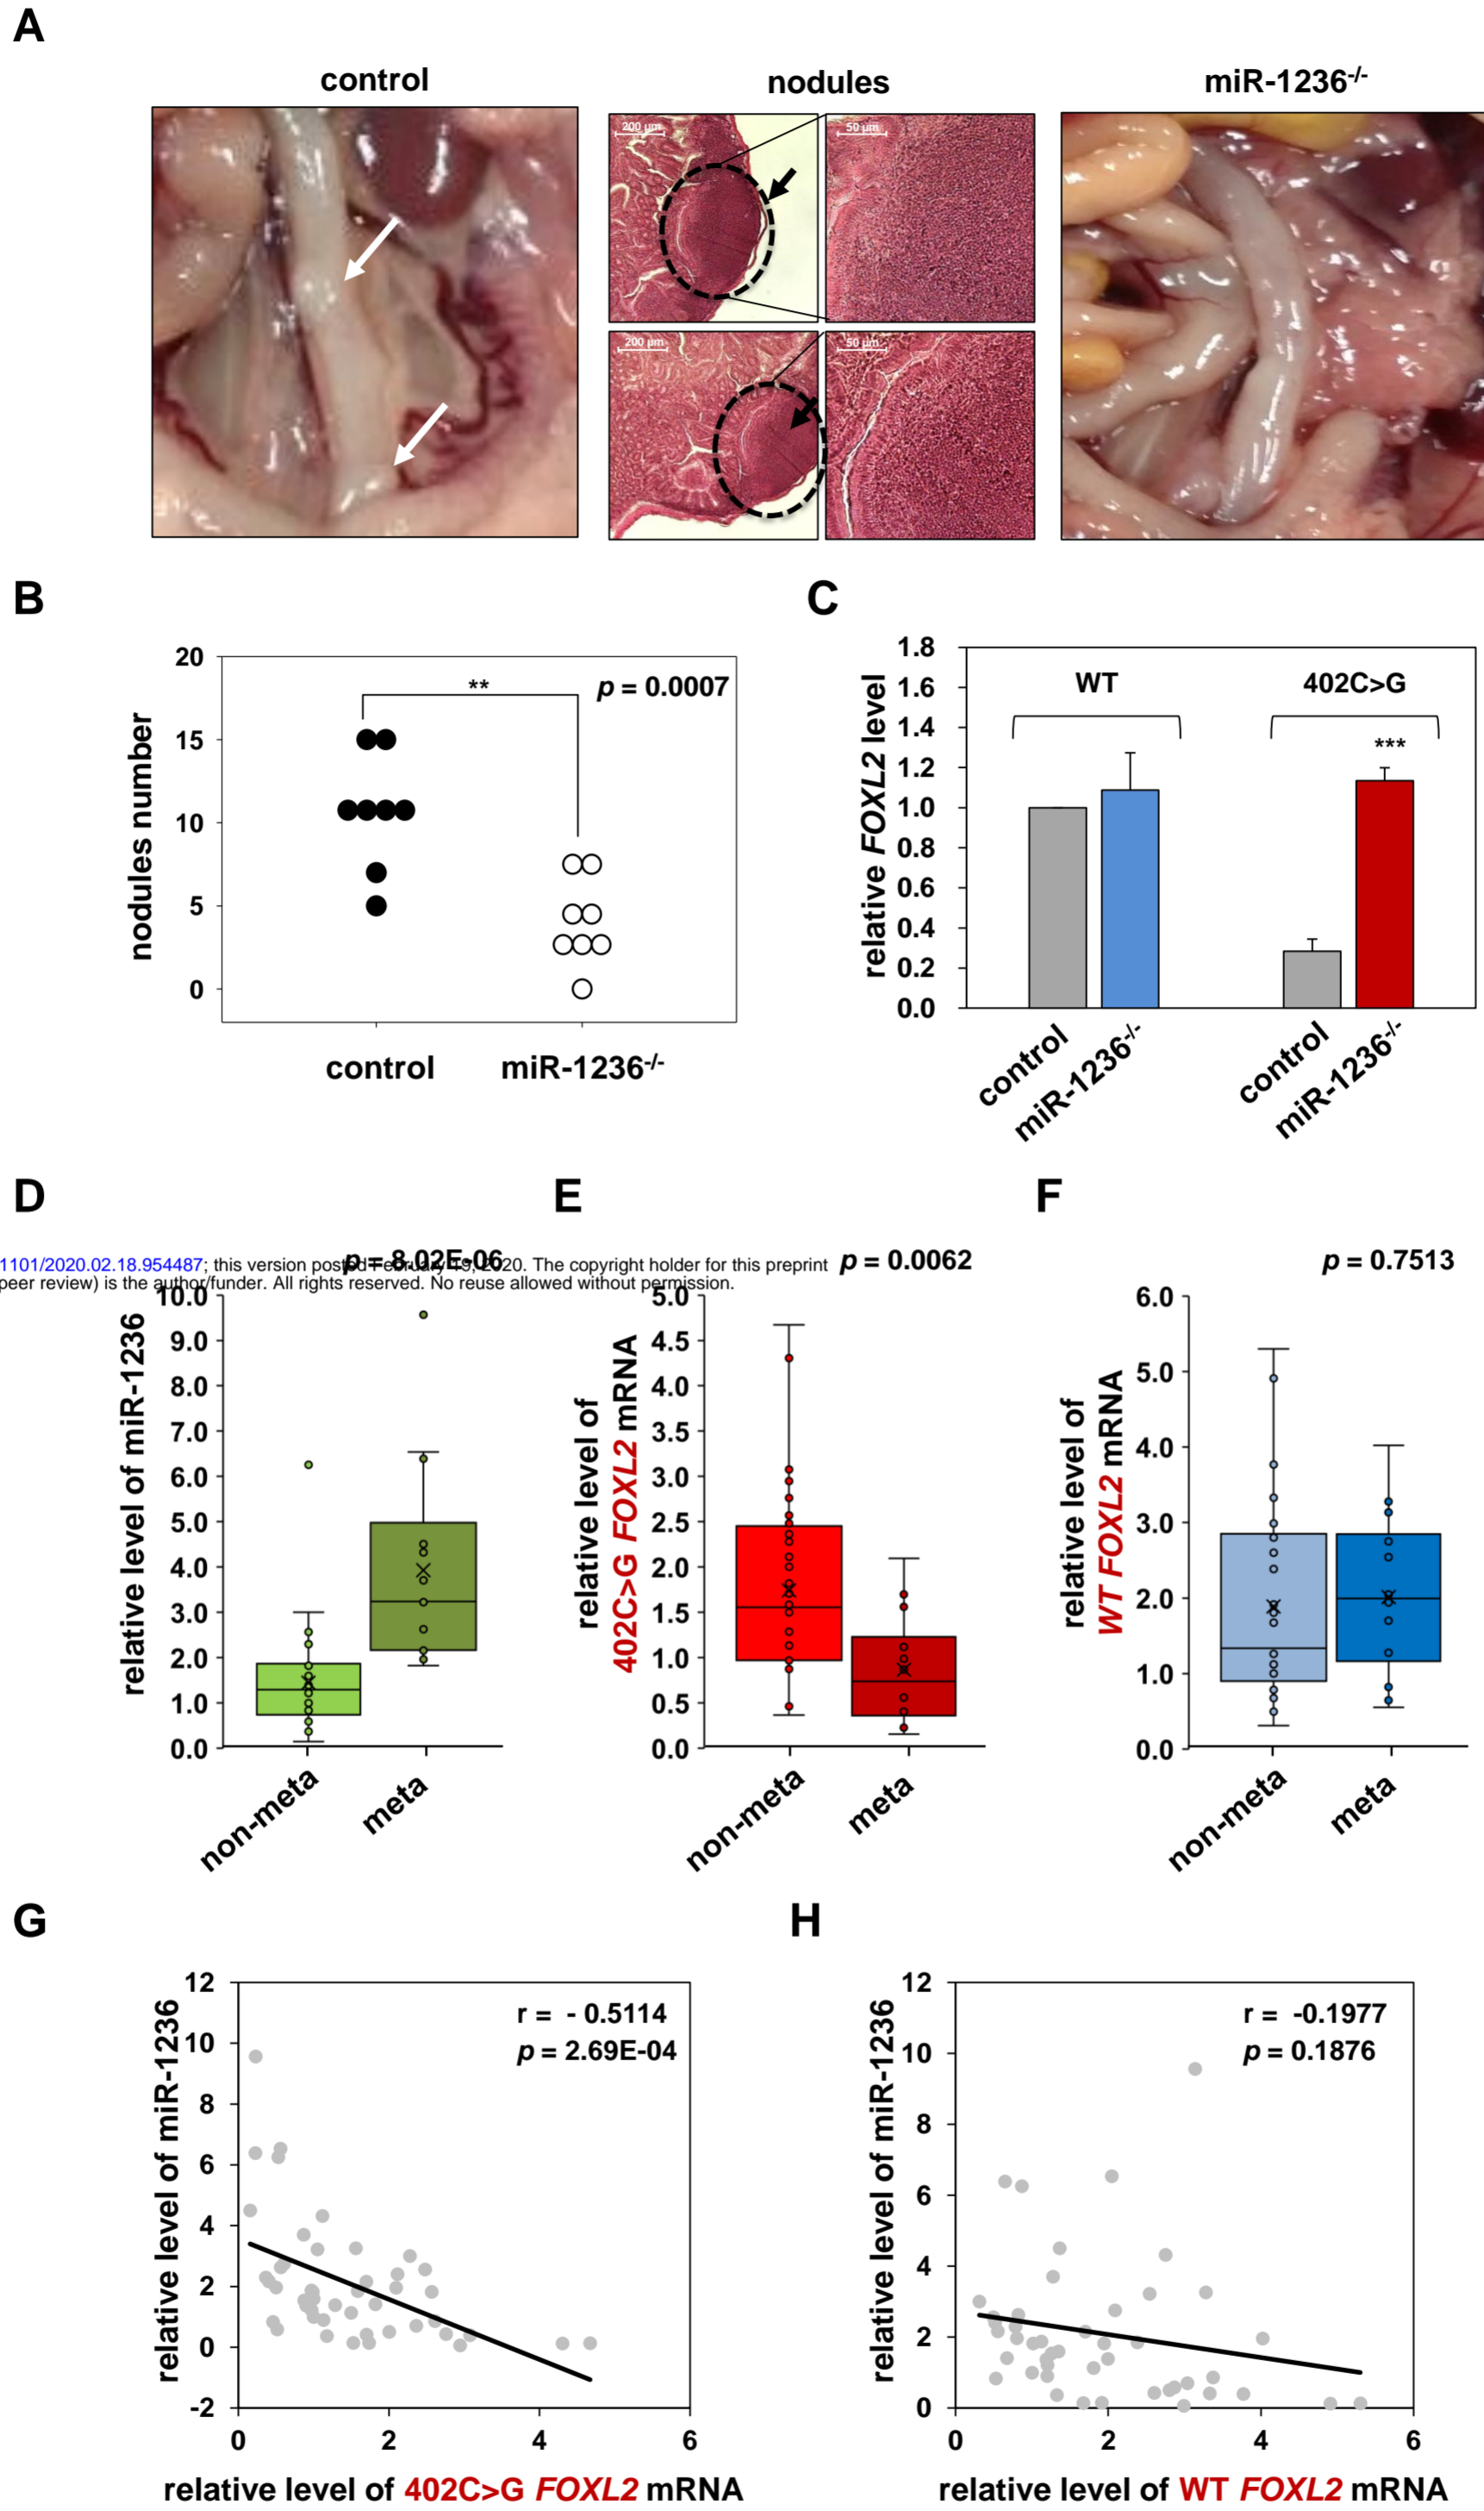 A
control
nodules
miR-1236-/-
200 µm
50 µm
200 µm
50 µm
B
C
nodules number
20
15
10
5
0
**
p = 0.0007
control
miR-1236-/-
relative FOXL2 level
1.8
1.6
1.4
1.2
1.0
0.8
0.6
0.4
0.2
0.0
WT
402C>G
***
control
miR-1236-/-
control
miR-1236-/-
D
E
F
1101/2020.02.18.954487; this version posted February 19, 2020. The copyright holder for this preprint
peer review) is the author/funder. All rights reserved. No reuse allowed without permission.
p = 8.02E-06
relative level of miR-1236
10.0
9.0
8.0
7.0
6.0
5.0
4.0
3.0
2.0
1.0
0.0
non-meta
meta
p = 0.0062
relative level of
402C>G FOXL2 mRNA
5.0
4.5
4.0
3.5
3.0
2.5
2.0
1.5
1.0
0.5
0.0
non-meta
meta
p = 0.7513
relative level of
WT FOXL2 mRNA
6.0
5.0
4.0
3.0
2.0
1.0
0.0
non-meta
meta
G
H
relative level of miR-1236
12
10
8
6
4
2
0
-2
r = - 0.5114
p = 2.69E-04
0
2
4
6
relative level of 402C>G FOXL2 mRNA
relative level of miR-1236
12
10
8
6
4
2
0
r = -0.1977
p = 0.1876
0
2
4
6
relative level of WT FOXL2 mRNA